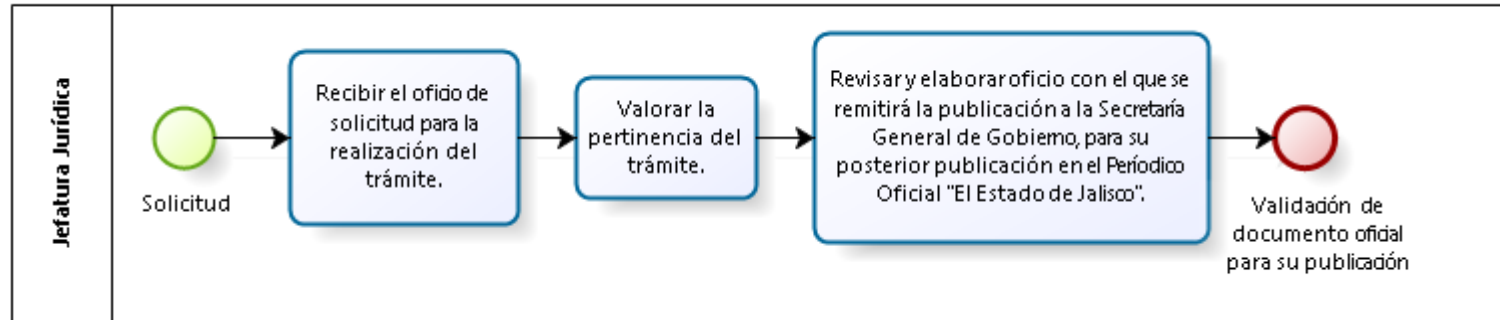 Jefatura Jurídica
Solicitud
Recibir el oficio de
solicitud para la
realización del
trámite.
Valorar la
pertinencia del
trámite.
Revisar y elaborar oficio con el que se
remitirá la publicación a la Secretaría
General de Gobierno, para su
posterior publicación en el Períodico
Oficial "El Estado de Jalisco".
Validación de
documento oficial
para su publicación